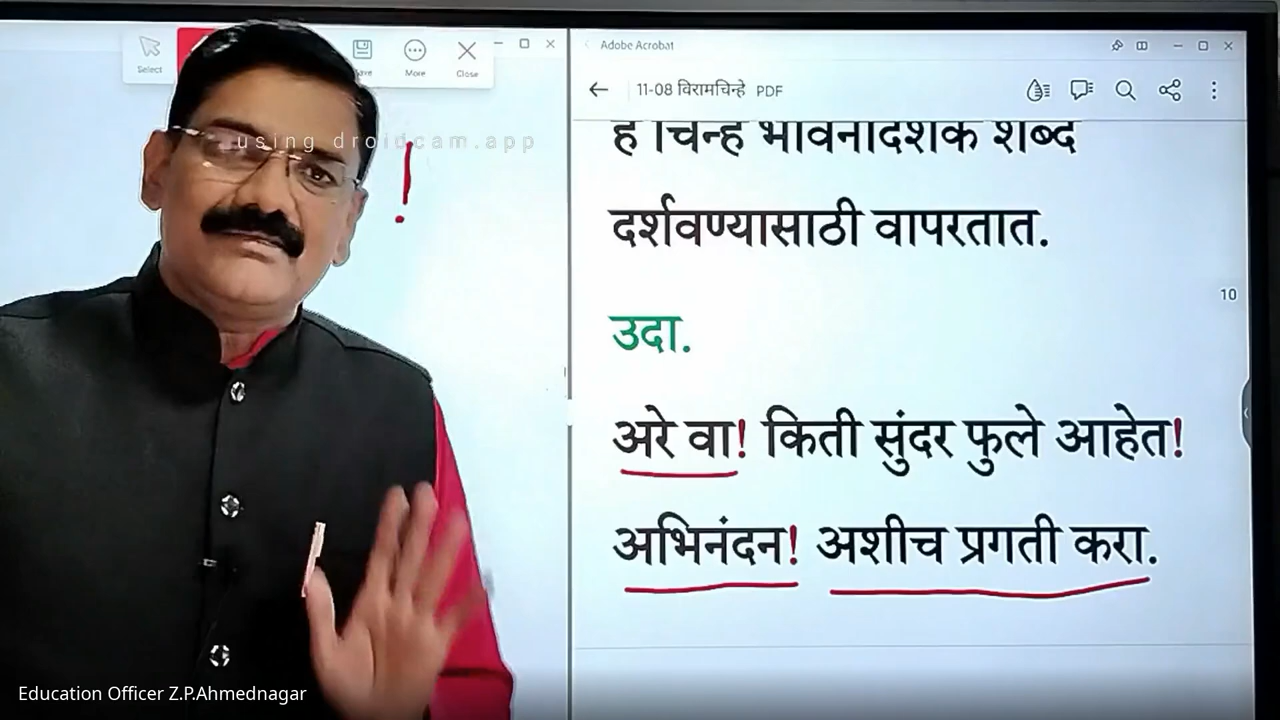 Select
More
Close
using droidcam.app
!
Adobe Acrobat
11-08 विरामचिन्हे PDF
हे चिन्ह भावनादर्शक शब्द
दर्शवण्यासाठी वापरतात.
10
उदा.
अरे वा! किती सुंदर फुले आहेत!
अभिनंदन! अशीच प्रगती करा.
Education Officer Z.P.Ahmednagar